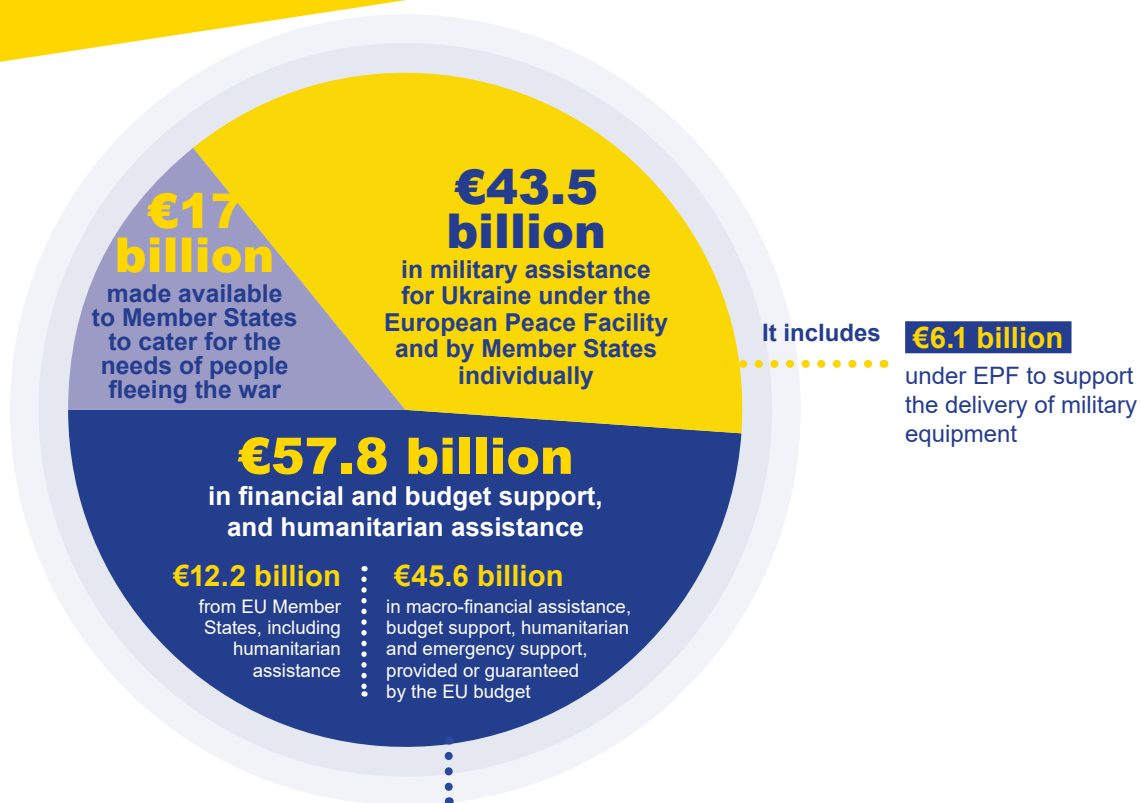 €43.5
billion
in military assistance
for Ukraine under the
European Peace Facility
and by Member States
individually
€17
billion
made available
to Member States
to cater for the
needs of people
fleeing the war
It includes
€6.1 billion
under EPF to support
the delivery of military
equipment
€57.8 billion
in financial and budget support,
and humanitarian assistance
€12.2 billion
from EU Member
States, including
humanitarian
assistance
€45.6 billion
in macro-financial assistance,
budget support, humanitarian
and emergency support,
provided or guaranteed
by the EU budget